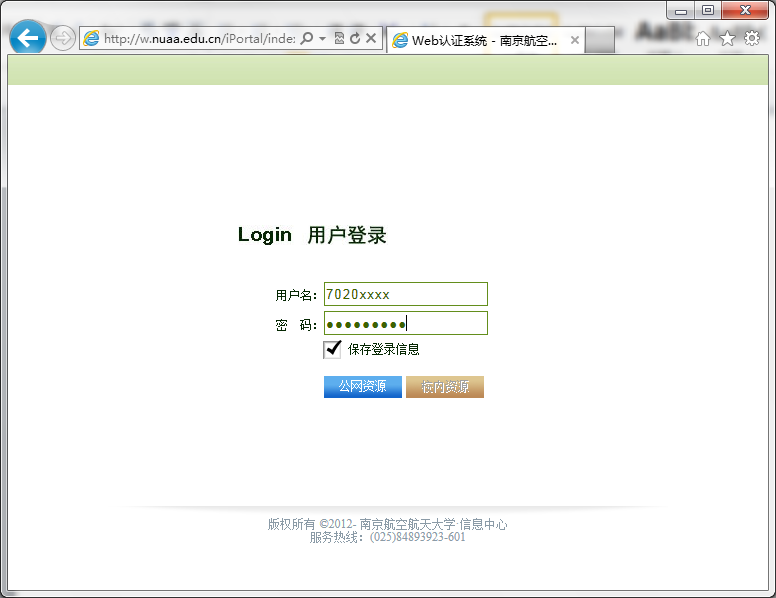 http://w.nuaa.edu.cn/iPortal/inde:
Web认证系统 - 南京航空...
Login 用户登录
用户名: 7020xxxx
密 码: ●●●●●●●●●
保存登录信息
公网资源 校内资源
版权所有 ©2012- 南京航空航天大学·信息中心
服务热线：(025)84893923-601